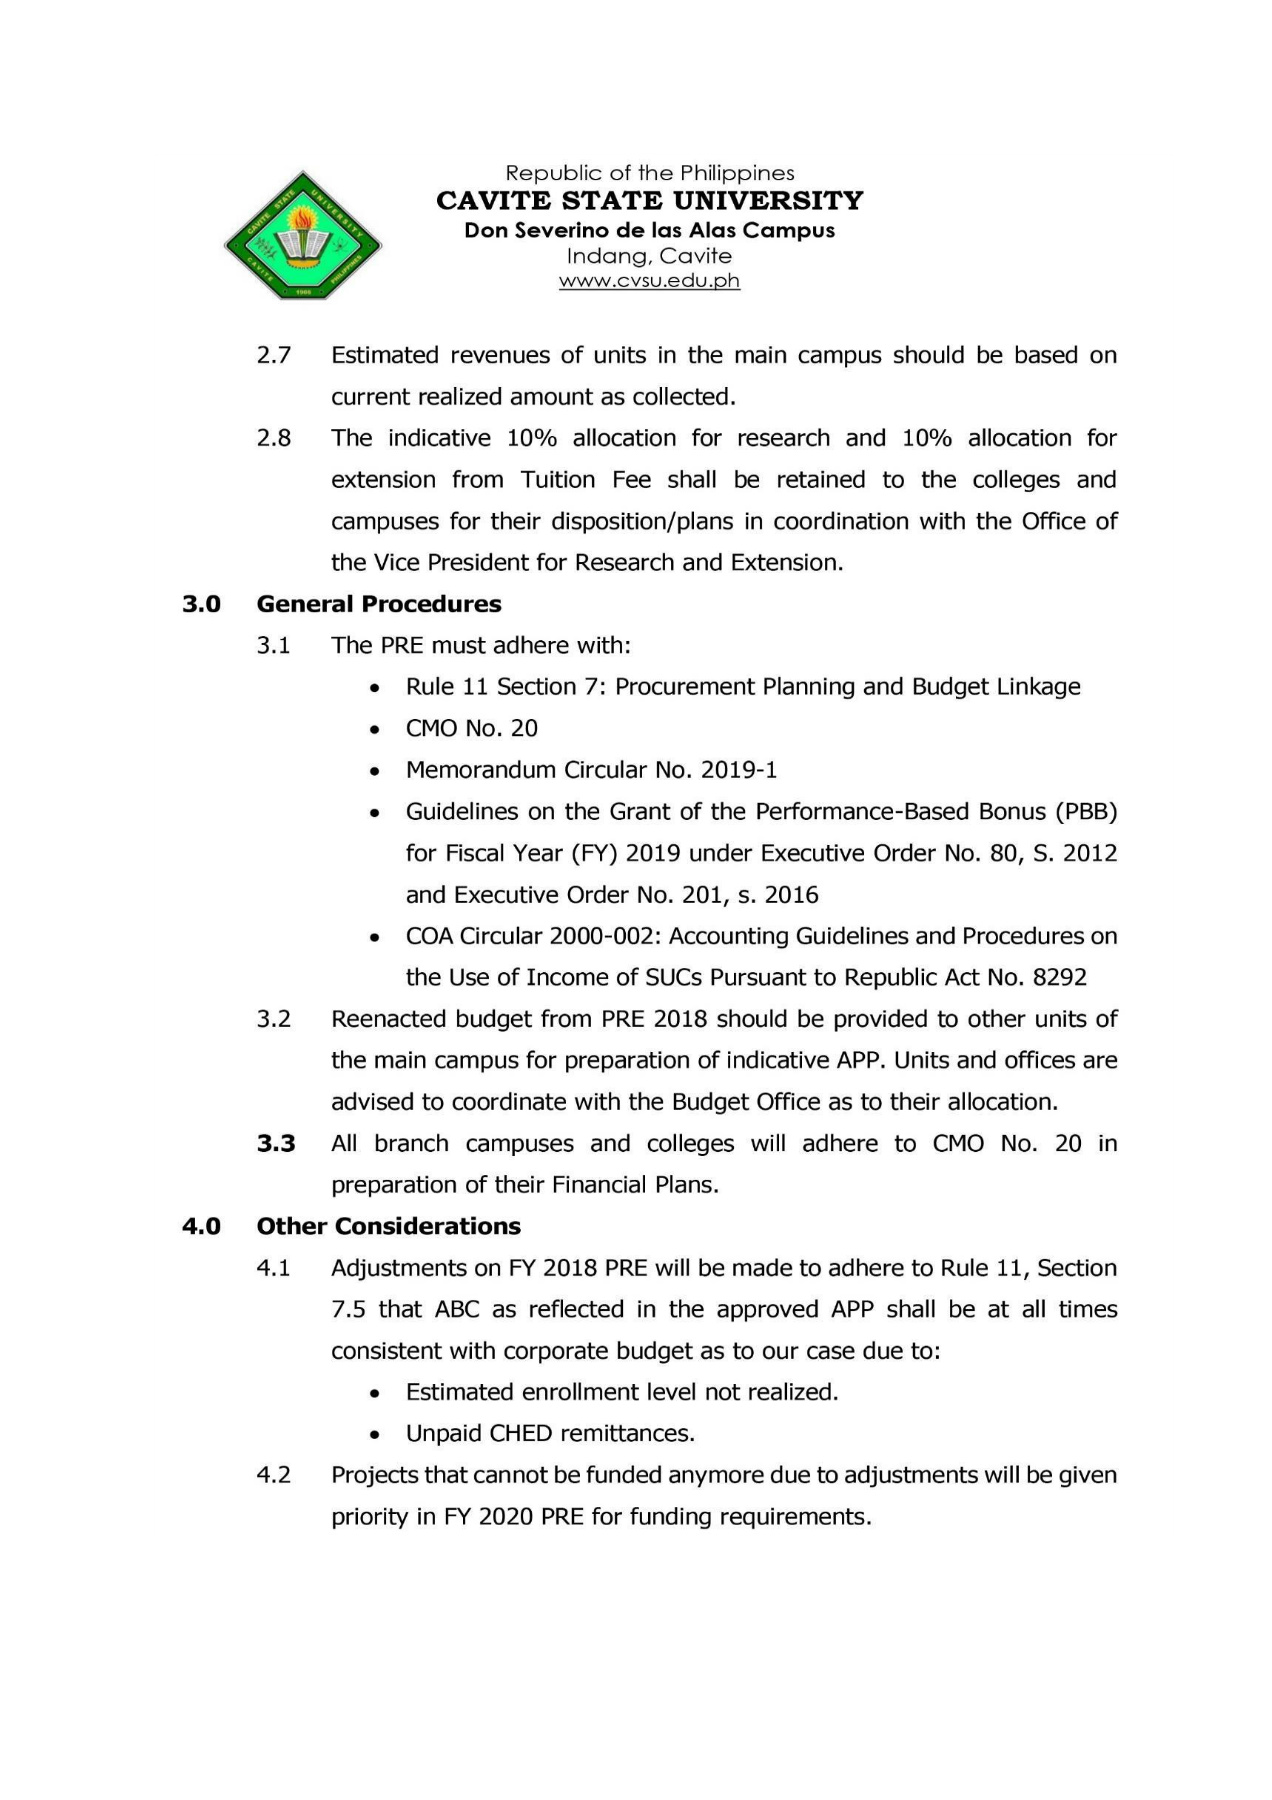 Republic of the Philippines
CAVITE STATE UNIVERSITY
Don Severino de las Alas Campus
Indang, Cavite
www.cvsu.edu.ph
CAVITE STATE UNIVERSITY
CAVITE PHILIPPINES
1906
2.7 Estimated revenues of units in the main campus should be based on
current realized amount as collected.
2.8 The indicative 10% allocation for research and 10% allocation for
extension from Tuition Fee shall be retained to the colleges and
campuses for their disposition/plans in coordination with the Office of
the Vice President for Research and Extension.
3.0 General Procedures
3.1 The PRE must adhere with:
• Rule 11 Section 7: Procurement Planning and Budget Linkage
• CMO No. 20
• Memorandum Circular No. 2019-1
• Guidelines on the Grant of the Performance-Based Bonus (PBB)
for Fiscal Year (FY) 2019 under Executive Order No. 80, S. 2012
and Executive Order No. 201, s. 2016
• COA Circular 2000-002: Accounting Guidelines and Procedures on
the Use of Income of SUCs Pursuant to Republic Act No. 8292
3.2 Reenacted budget from PRE 2018 should be provided to other units of
the main campus for preparation of indicative APP. Units and offices are
advised to coordinate with the Budget Office as to their allocation.
3.3 All branch campuses and colleges will adhere to CMO No. 20 in
preparation of their Financial Plans.
4.0 Other Considerations
4.1 Adjustments on FY 2018 PRE will be made to adhere to Rule 11, Section
7.5 that ABC as reflected in the approved APP shall be at all times
consistent with corporate budget as to our case due to:
• Estimated enrollment level not realized.
• Unpaid CHED remittances.
4.2 Projects that cannot be funded anymore due to adjustments will be given
priority in FY 2020 PRE for funding requirements.